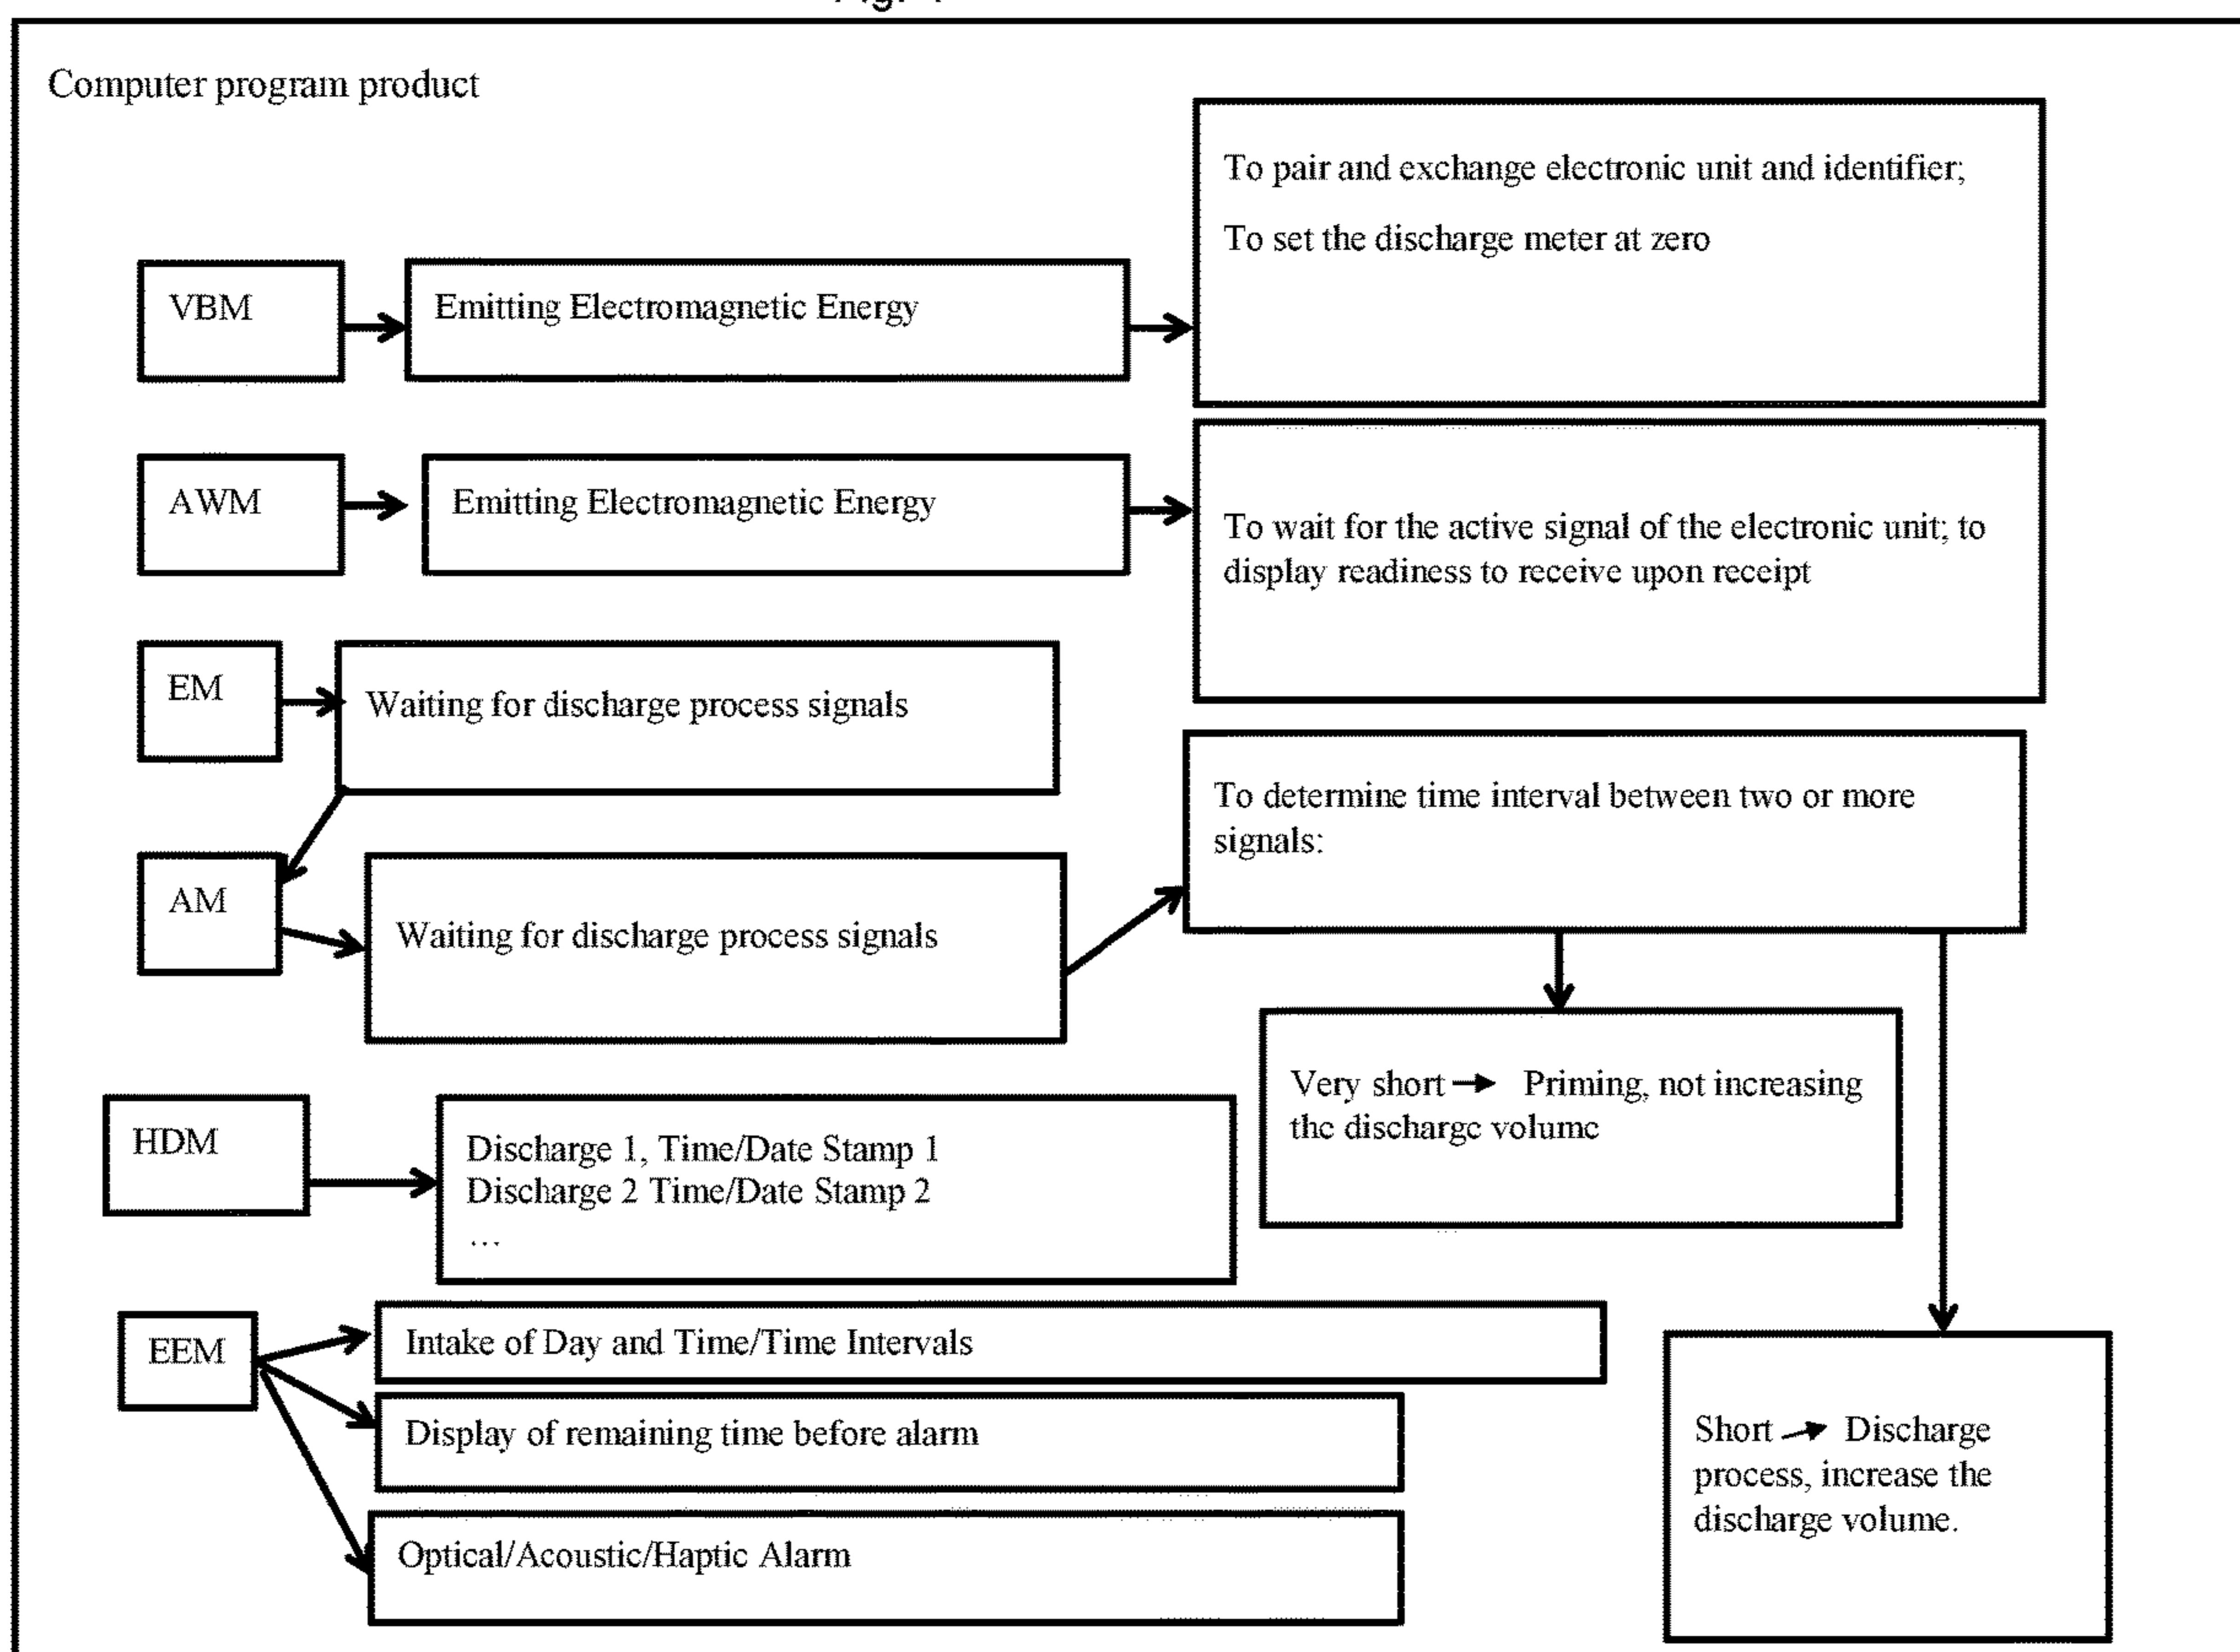 Computer program product
To pair and exchange electronic unit and identifier;
To set the discharge meter at zero
VBM
Emitting Electromagnetic Energy
AWM
Emitting Electromagnetic Energy
To wait for the active signal of the electronic unit; to
display readiness to receive upon receipt
EM
Waiting for discharge process signals
To determine time interval between two or more
signals:
AM
Waiting for discharge process signals
Very short → Priming, not increasing
the discharge volume
HDM
Discharge 1, Time/Date Stamp 1
Discharge 2 Time/Date Stamp 2
...
EEM
Intake of Day and Time/Time Intervals
Display of remaining time before alarm
Optical/Acoustic/Haptic Alarm
Short → Discharge
process, increase the
discharge volume.